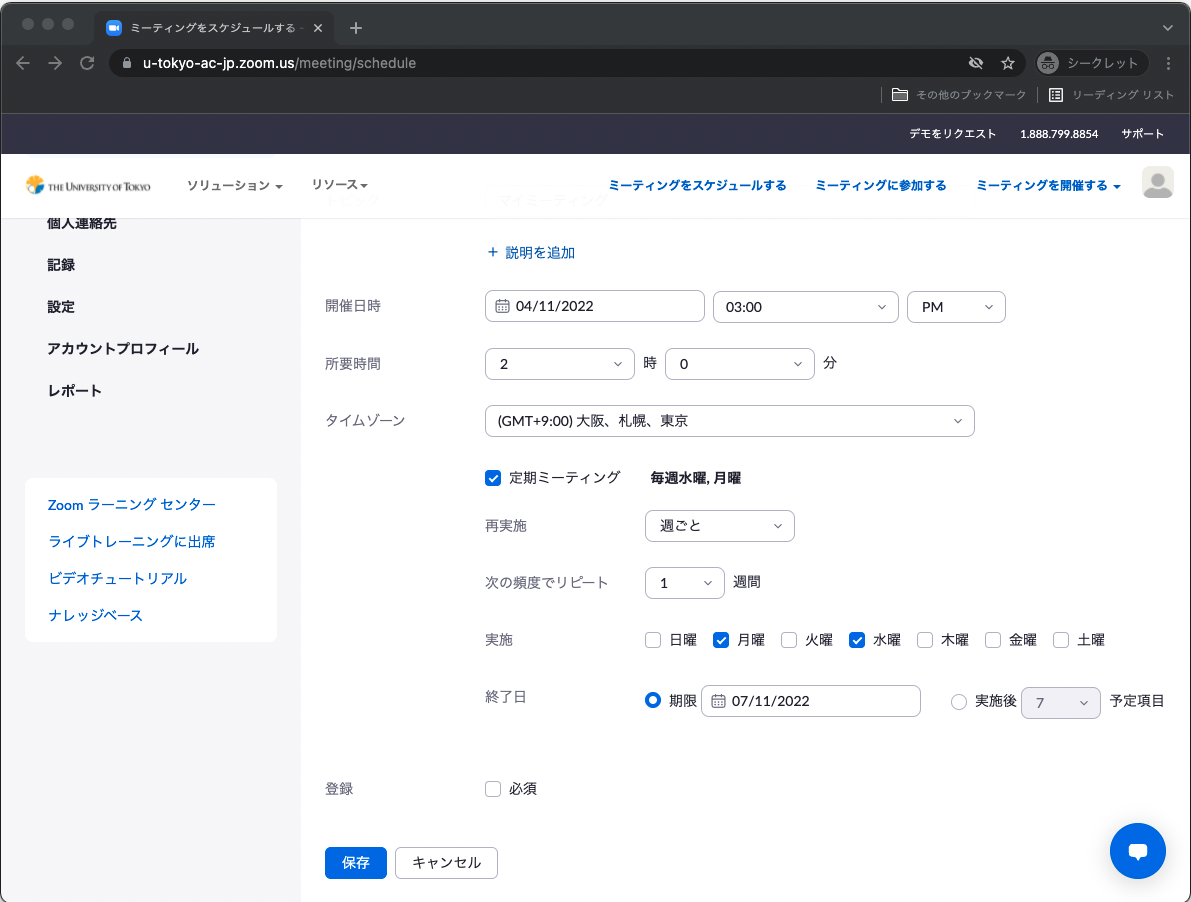 ミーティングをスケジュールする -
u-tokyo-ac-jp.zoom.us/meeting/schedule
シークレット
その他のブックマーク
リーディング リスト
デモをリクエスト
1.888.799.8854
サポート
THE UNIVERSITY OF TOKYO
ソリューション
リソース
ミーティングをスケジュールする
ミーティングに参加する
ミーティングを開催する
マイミーティング
個人連絡先
記録
設定
アカウントプロフィール
レポート
Zoom ラーニング センター
ライブトレーニングに出席
ビデオチュートリアル
ナレッジベース
+ 説明を追加
開催日時 04/11/2022 03:00 PM
所要時間 2 時 0 分
タイムゾーン (GMT+9:00) 大阪、札幌、東京
定期ミーティング 毎週水曜, 月曜
再実施 週ごと
次の頻度でリピート 1 週間
実施 日曜 月曜 火曜 水曜 木曜 金曜 土曜
終了日 期限 07/11/2022 実施後 7 予定項目
登録 必須
保存 キャンセル